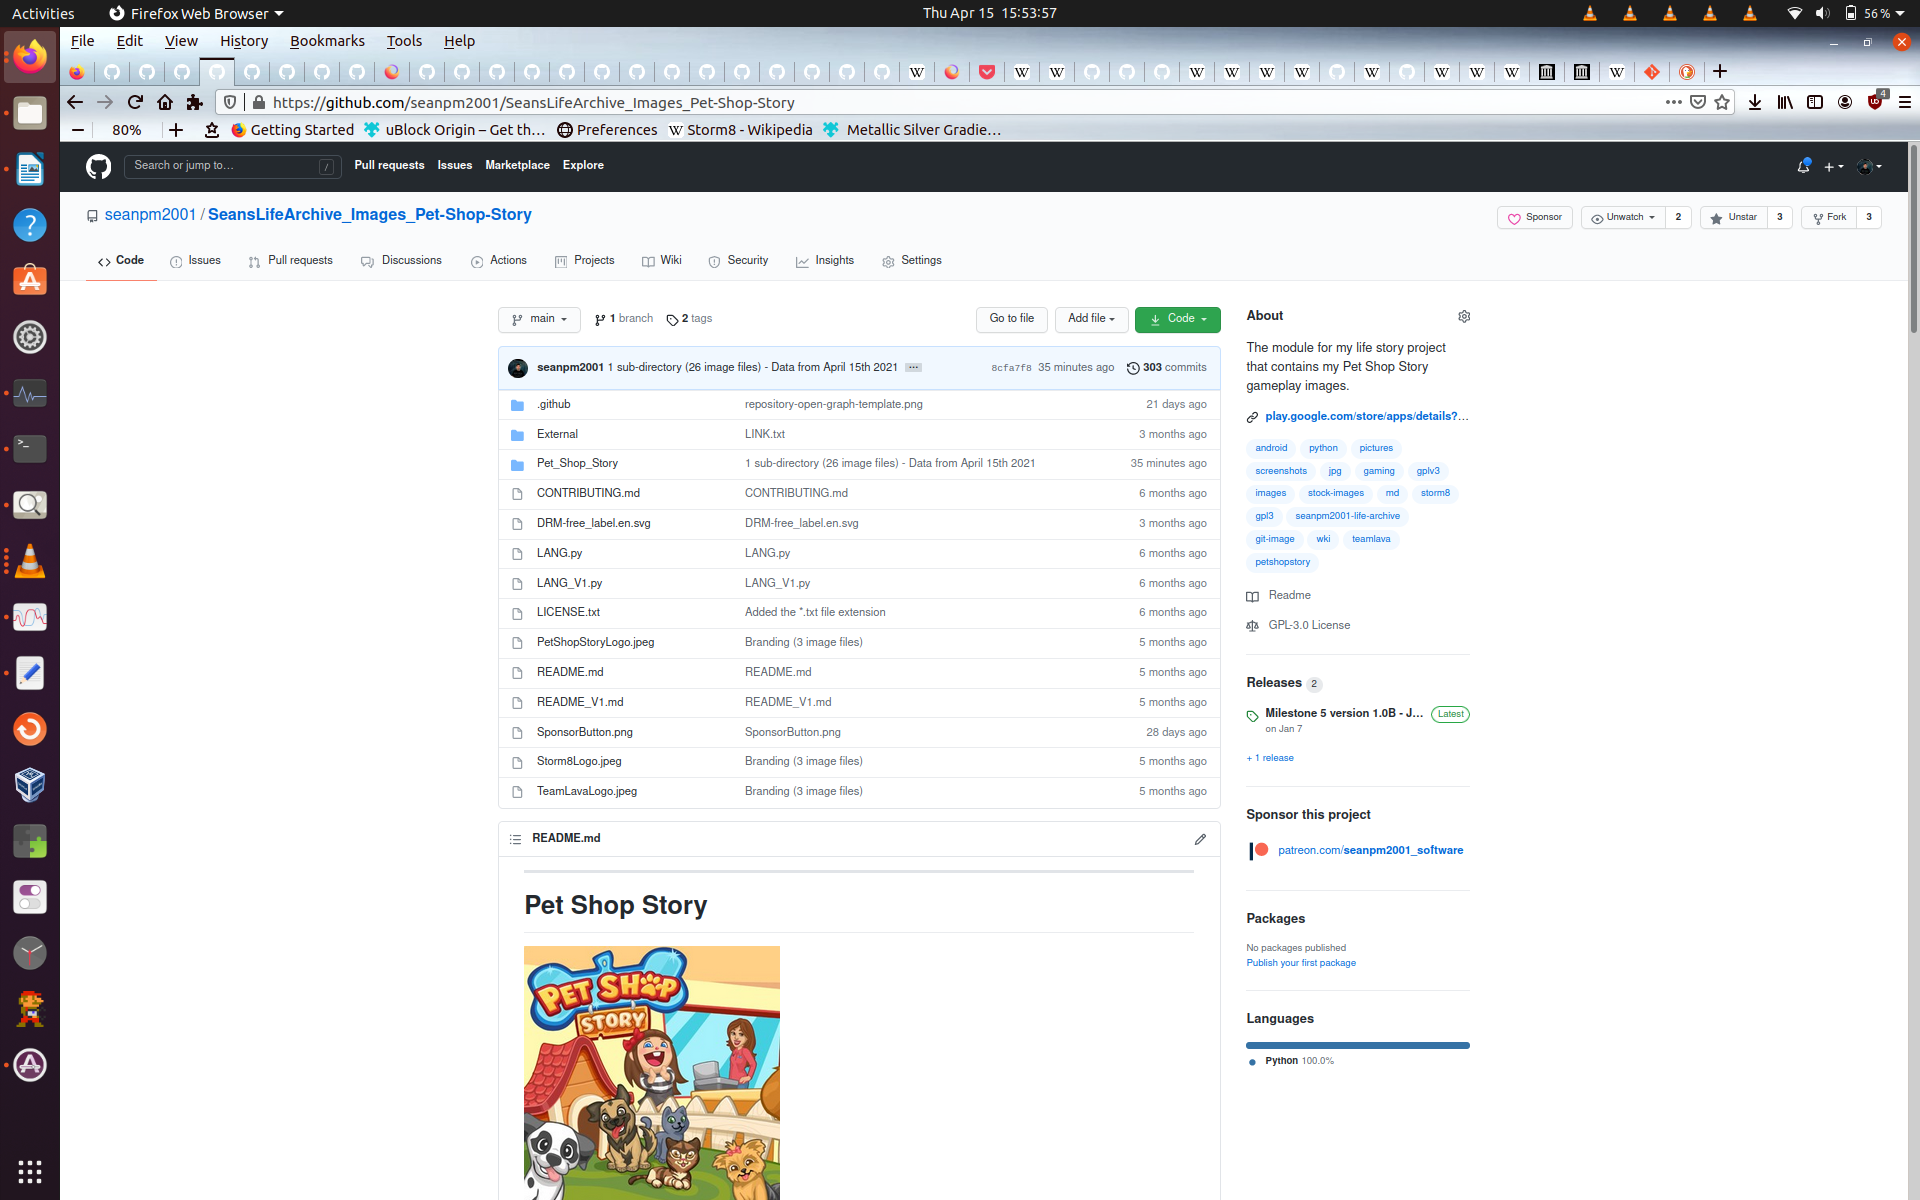 Activities Firefox Web Browser Thu Apr 15 15:53:57 56 %
File Edit View History Bookmarks Tools Help
https://github.com/seanpm2001/SeansLifeArchive_Images_Pet-Shop-Story 4
80% Getting Started uBlock Origin – Get th… Preferences Storm8 - Wikipedia Metallic Silver Gradie…
Search or jump to… / Pull requests Issues Marketplace Explore
seanpm2001 / SeansLifeArchive_Images_Pet-Shop-Story Sponsor Unwatch 2 Unstar 3 Fork 3
Code Issues Pull requests Discussions Actions Projects Wiki Security Insights Settings
main 1 branch 2 tags Go to file Add file Code
seanpm2001 1 sub-directory (26 image files) - Data from April 15th 2021 ... 8cfa7f8 35 minutes ago 303 commits
.github repository-open-graph-template.png 21 days ago
External LINK.txt 3 months ago
Pet_Shop_Story 1 sub-directory (26 image files) - Data from April 15th 2021 35 minutes ago
CONTRIBUTING.md CONTRIBUTING.md 6 months ago
DRM-free_label.en.svg DRM-free_label.en.svg 3 months ago
LANG.py LANG.py 6 months ago
LANG_V1.py LANG_V1.py 6 months ago
LICENSE.txt Added the *.txt file extension 6 months ago
PetShopStoryLogo.jpeg Branding (3 image files) 5 months ago
README.md README.md 5 months ago
README_V1.md README_V1.md 5 months ago
SponsorButton.png SponsorButton.png 28 days ago
Storm8Logo.jpeg Branding (3 image files) 5 months ago
TeamLavaLogo.jpeg Branding (3 image files) 5 months ago
README.md
Pet Shop Story
PET SHOP
STORY
About
The module for my life story project
that contains my Pet Shop Story
gameplay images.
play.google.com/store/apps/details?…
android python pictures
screenshots jpg gaming gplv3
images stock-images md storm8
gpl3 seanpm2001-life-archive
git-image wki teamlava
petshopstory
Readme
GPL-3.0 License
Releases 2
Milestone 5 version 1.0B - J… Latest
on Jan 7
+ 1 release
Sponsor this project
patreon.com/seanpm2001_software
Packages
No packages published
Publish your first package
Languages
Python 100.0%